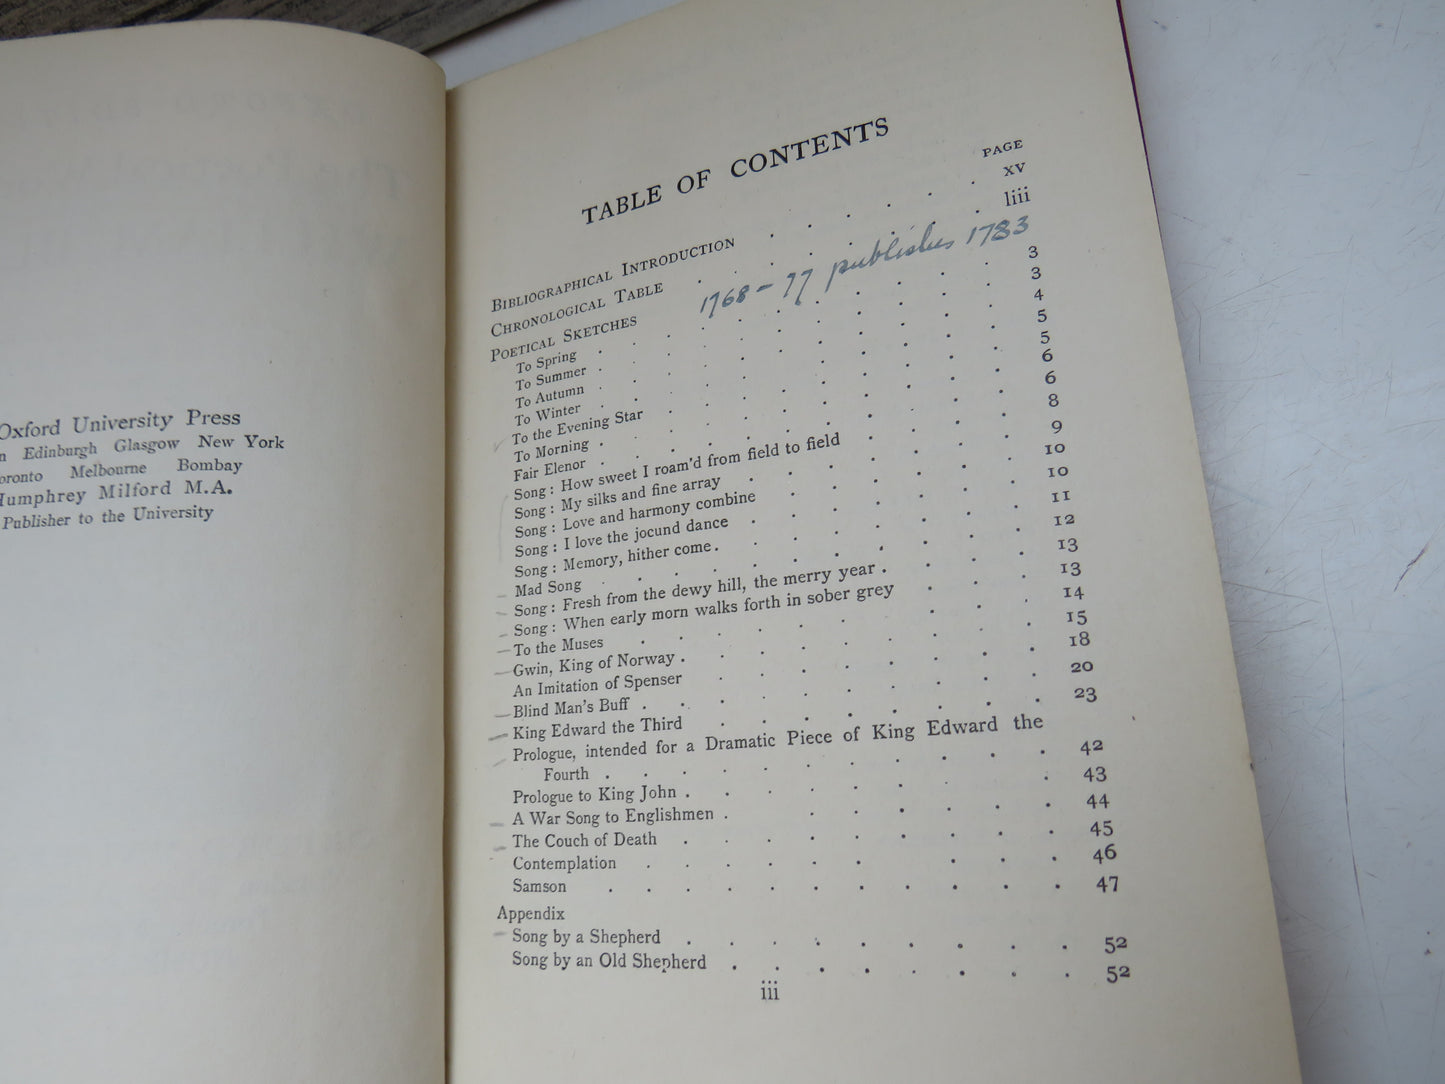 Oxford University Press
n Edinburgh Glasgow New York
oronto Melbourne Bombay
Humphrey Milford M.A.
Publisher to the University
TABLE OF CONTENTS
PAGE
BIBLIOGRAPHICAL INTRODUCTION . . . . xv
CHRONOLOGICAL TABLE . . . . liii
POETICAL SKETCHES 1768 – 77 publishes 1783
To Spring . . . . 3
To Summer . . . . 3
To Autumn . . . . 4
To Winter . . . . 5
To the Evening Star . . . . 5
To Morning . . . . 6
Fair Elenor . . . . 6
Song : How sweet I roam'd from field to field . . . . 8
Song : My silks and fine array . . . . 9
Song : Love and harmony combine . . . . 10
Song : I love the jocund dance . . . . 10
Song : Memory, hither come . . . . 11
Mad Song . . . . 12
Song : Fresh from the dewy hill, the merry year . . . . 13
Song : When early morn walks forth in sober grey . . . . 13
To the Muses . . . . 14
Gwin, King of Norway . . . . 15
An Imitation of Spenser . . . . 18
Blind Man's Buff . . . . 20
King Edward the Third . . . . 23
Prologue, intended for a Dramatic Piece of King Edward the
Fourth . . . . 42
Prologue to King John . . . . 43
A War Song to Englishmen . . . . 44
The Couch of Death . . . . 45
Contemplation . . . . 46
Samson . . . . 47
Appendix
Song by a Shepherd . . . . 52
Song by an Old Shepherd . . . . 52
iii